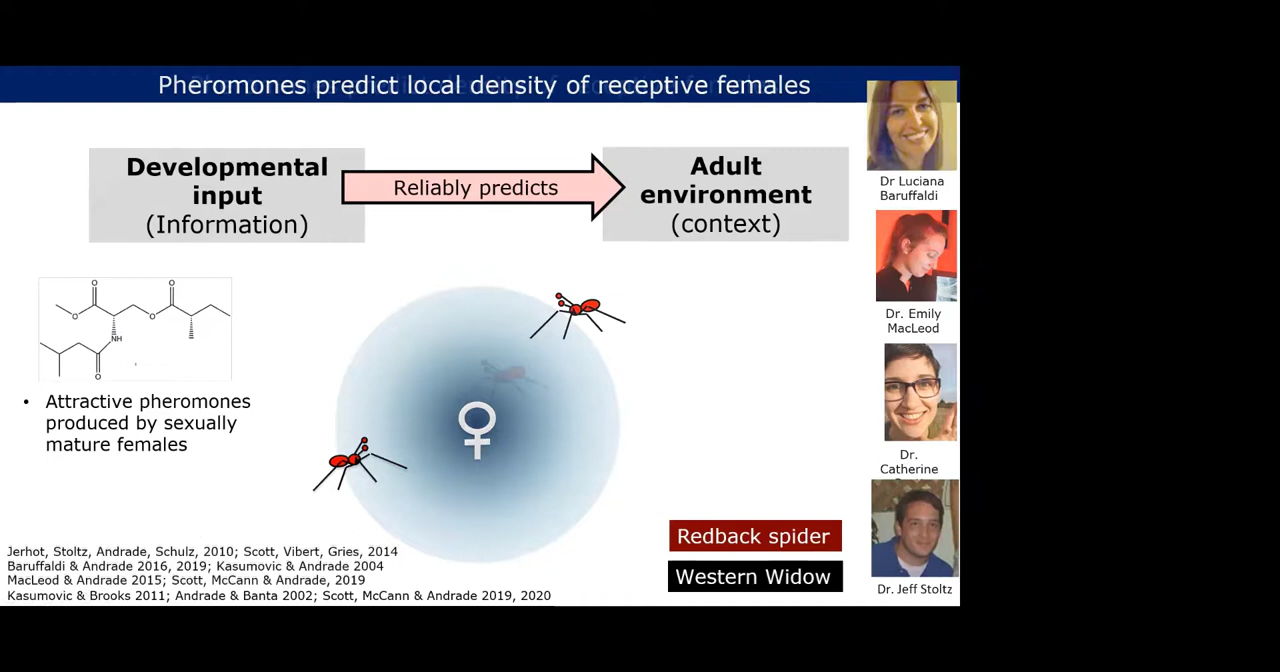 Pheromones predict local density of receptive females
Developmental
input
(Information)
Reliably predicts
Adult
environment
(context)
Dr Luciana
Baruffaldi
Dr. Emily
MacLeod
Dr.
Catherine
Dr. Jeff Stoltz
O
O
O
O
NH
O
• Attractive pheromones
produced by sexually
mature females
Redback spider
Western Widow
Jerhot, Stoltz, Andrade, Schulz, 2010; Scott, Vibert, Gries, 2014
Baruffaldi & Andrade 2016, 2019; Kasumovic & Andrade 2004
MacLeod & Andrade 2015; Scott, McCann & Andrade, 2019
Kasumovic & Brooks 2011; Andrade & Banta 2002; Scott, McCann & Andrade 2019, 2020